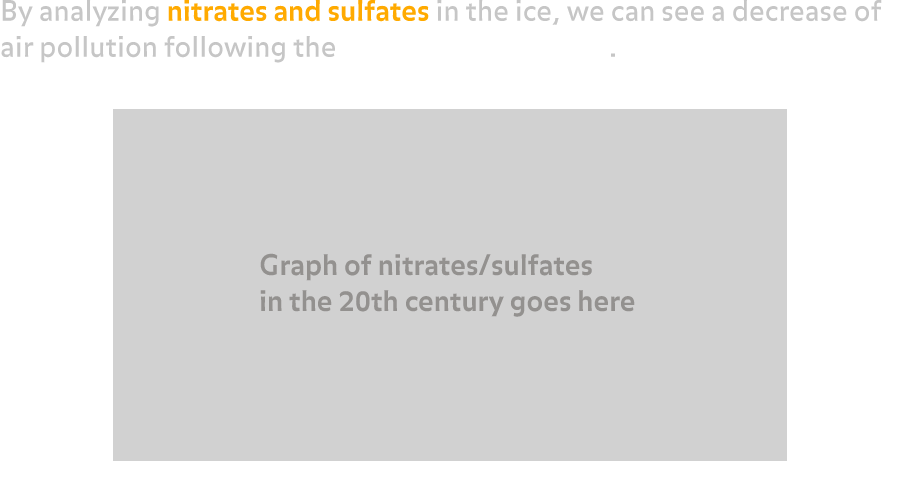 By analyzing nitrates and sulfates in the ice, we can see a decrease of
air pollution following the .
Graph of nitrates/sulfates
in the 20th century goes here